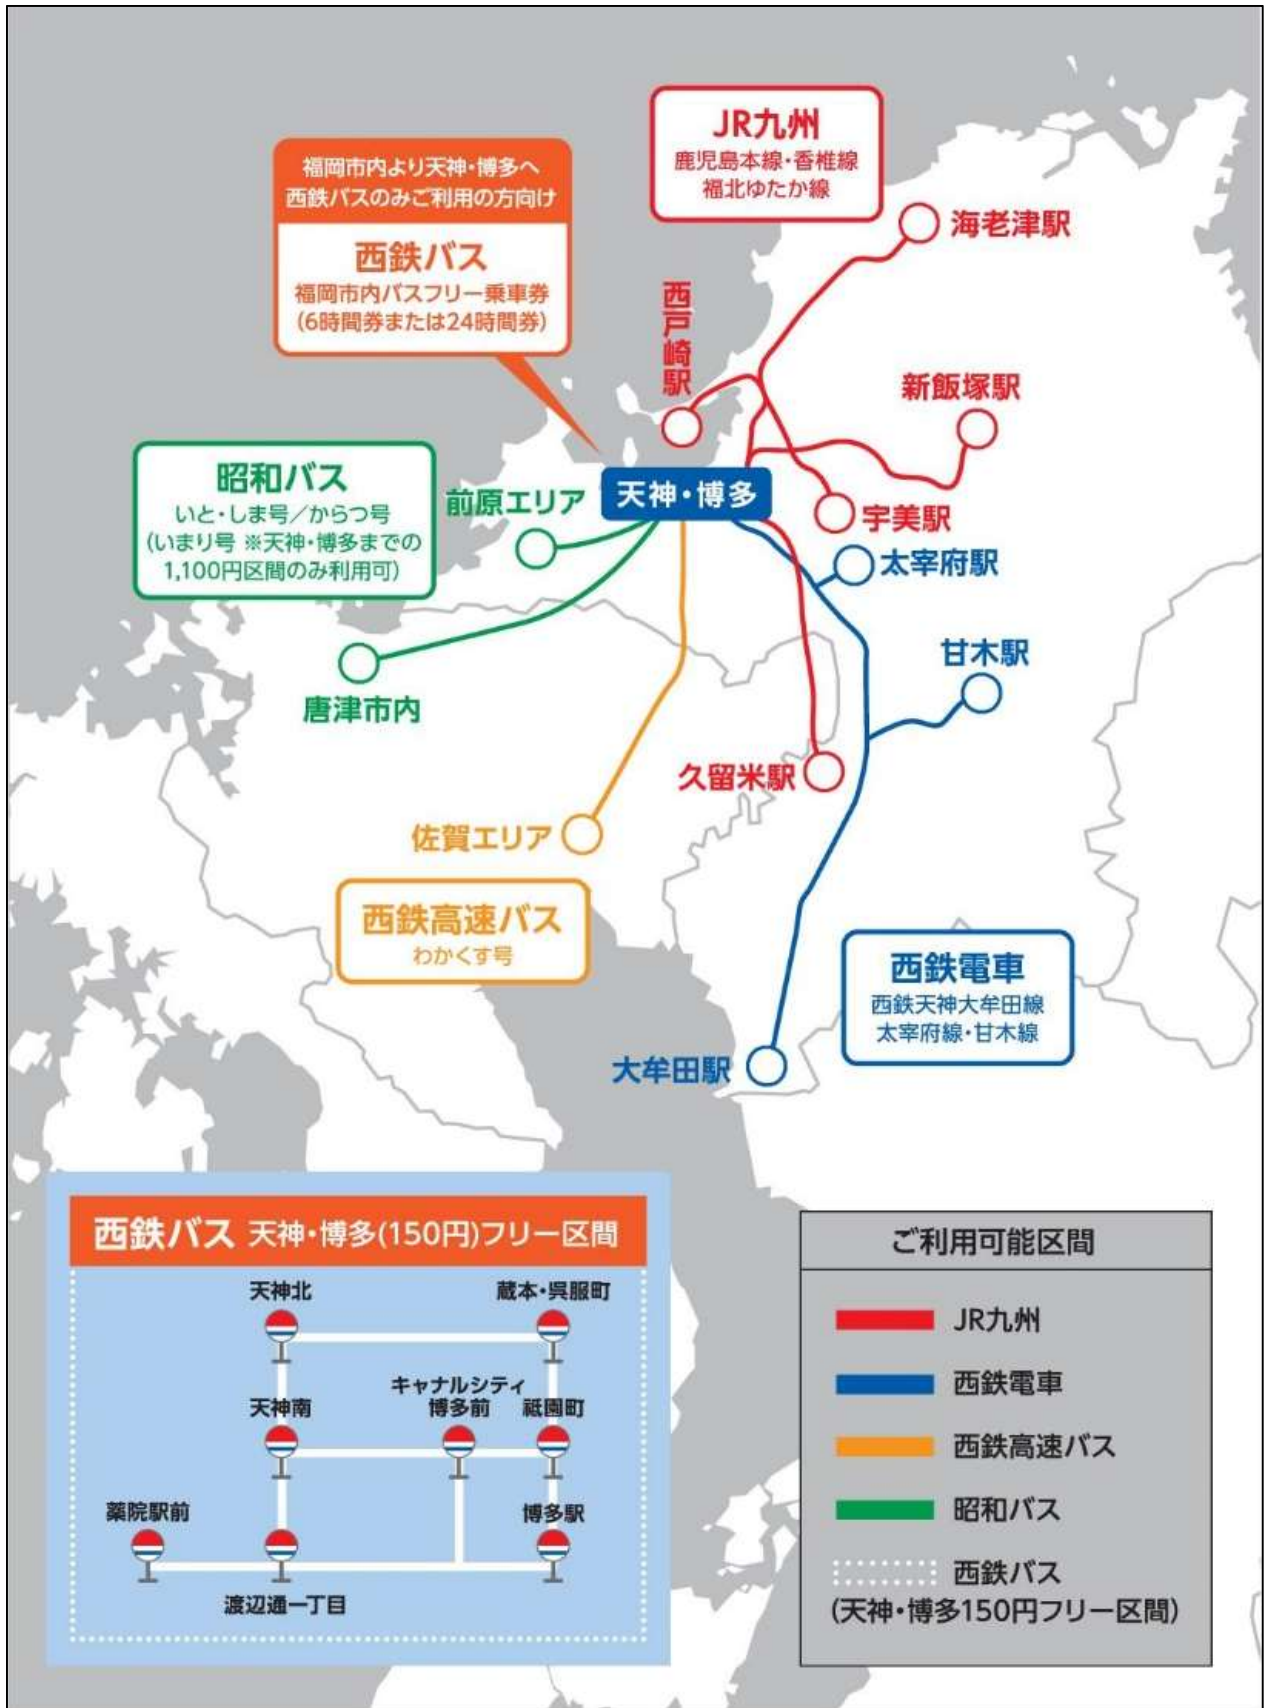 JR九州
鹿児島本線・香椎線
福北ゆたか線
福岡市内より天神・博多へ
西鉄バスのみご利用の方向け
西鉄バス
福岡市内バスフリー乗車券
(6時間券または24時間券)
海老津駅
西戸崎駅
新飯塚駅
昭和バス
いと・しま号／からつ号
(いまり号 ※天神・博多までの
1,100円区間のみ利用可)
前原エリア
天神・博多
宇美駅
太宰府駅
甘木駅
唐津市内
久留米駅
佐賀エリア
西鉄高速バス
わかくす号
西鉄電車
西鉄天神大牟田線
太宰府線・甘木線
大牟田駅
西鉄バス 天神・博多(150円)フリー区間
天神北
蔵本・呉服町
キャナルシティ
博多前
天神南
祇園町
薬院駅前
博多駅
渡辺通一丁目
ご利用可能区間
JR九州
西鉄電車
西鉄高速バス
昭和バス
西鉄バス
(天神・博多150円フリー区間)